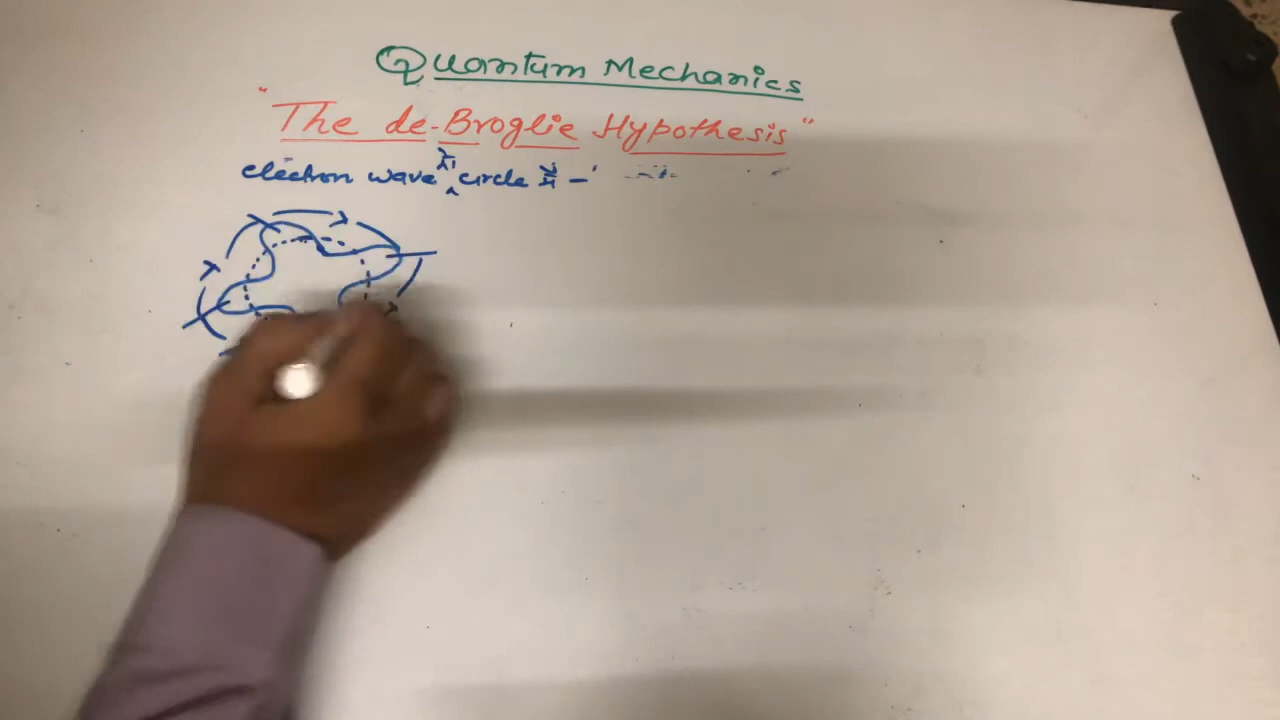 Quantum Mechanics
"The de-Broglie Hypothesis"
electron wave circle